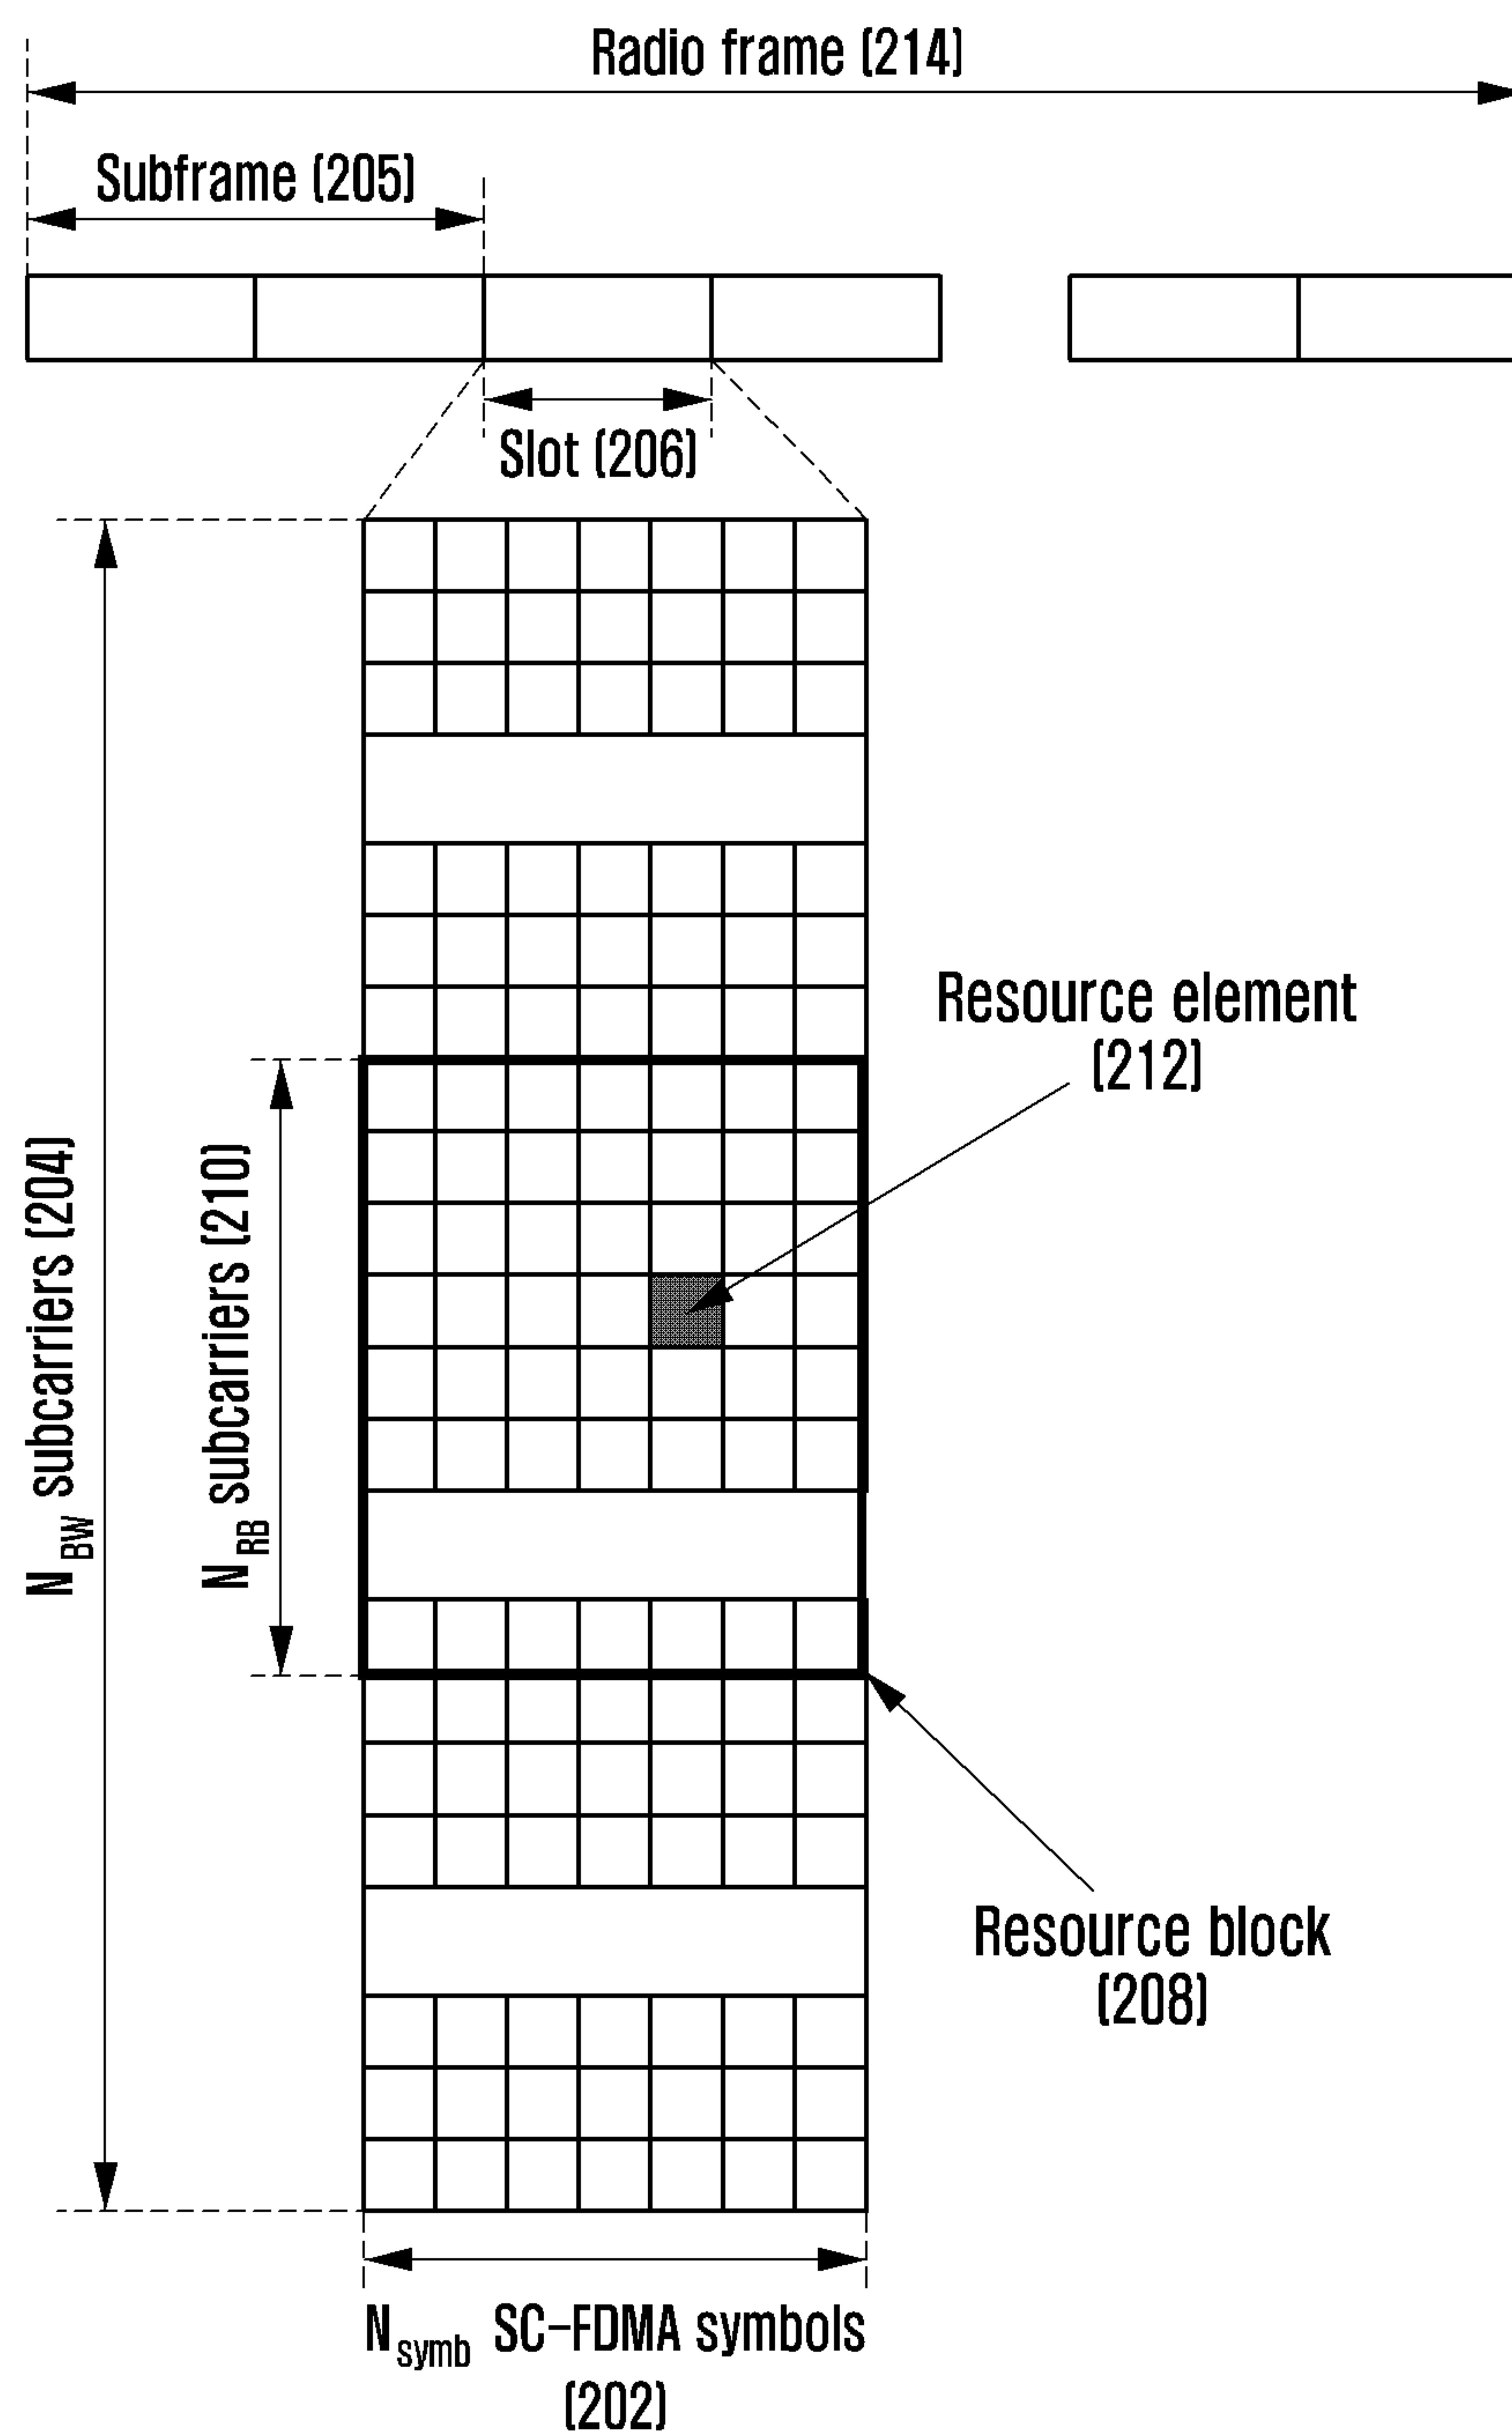 Radio frame (214)
Subframe (205)
Slot (206)
Resource element
(212)
N_BW subcarriers (204)
N_RB subcarriers (210)
Resource block
(208)
N_symb SC-FDMA symbols
(202)